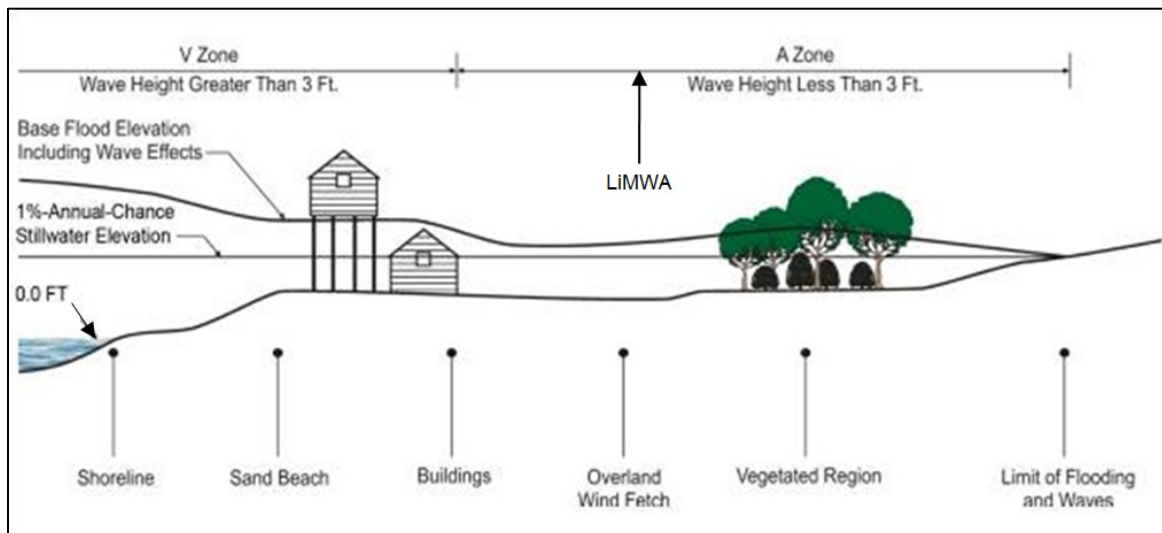 V Zone
A Zone
Wave Height Greater Than 3 Ft.
Wave Height Less Than 3 Ft.
Base Flood Elevation
Including Wave Effects
LiMWA
1%-Annual-Chance
Stillwater Elevation
0.0 FT
Shoreline
Sand Beach
Buildings
Overland
Wind Fetch
Vegetated Region
Limit of Flooding
and Waves